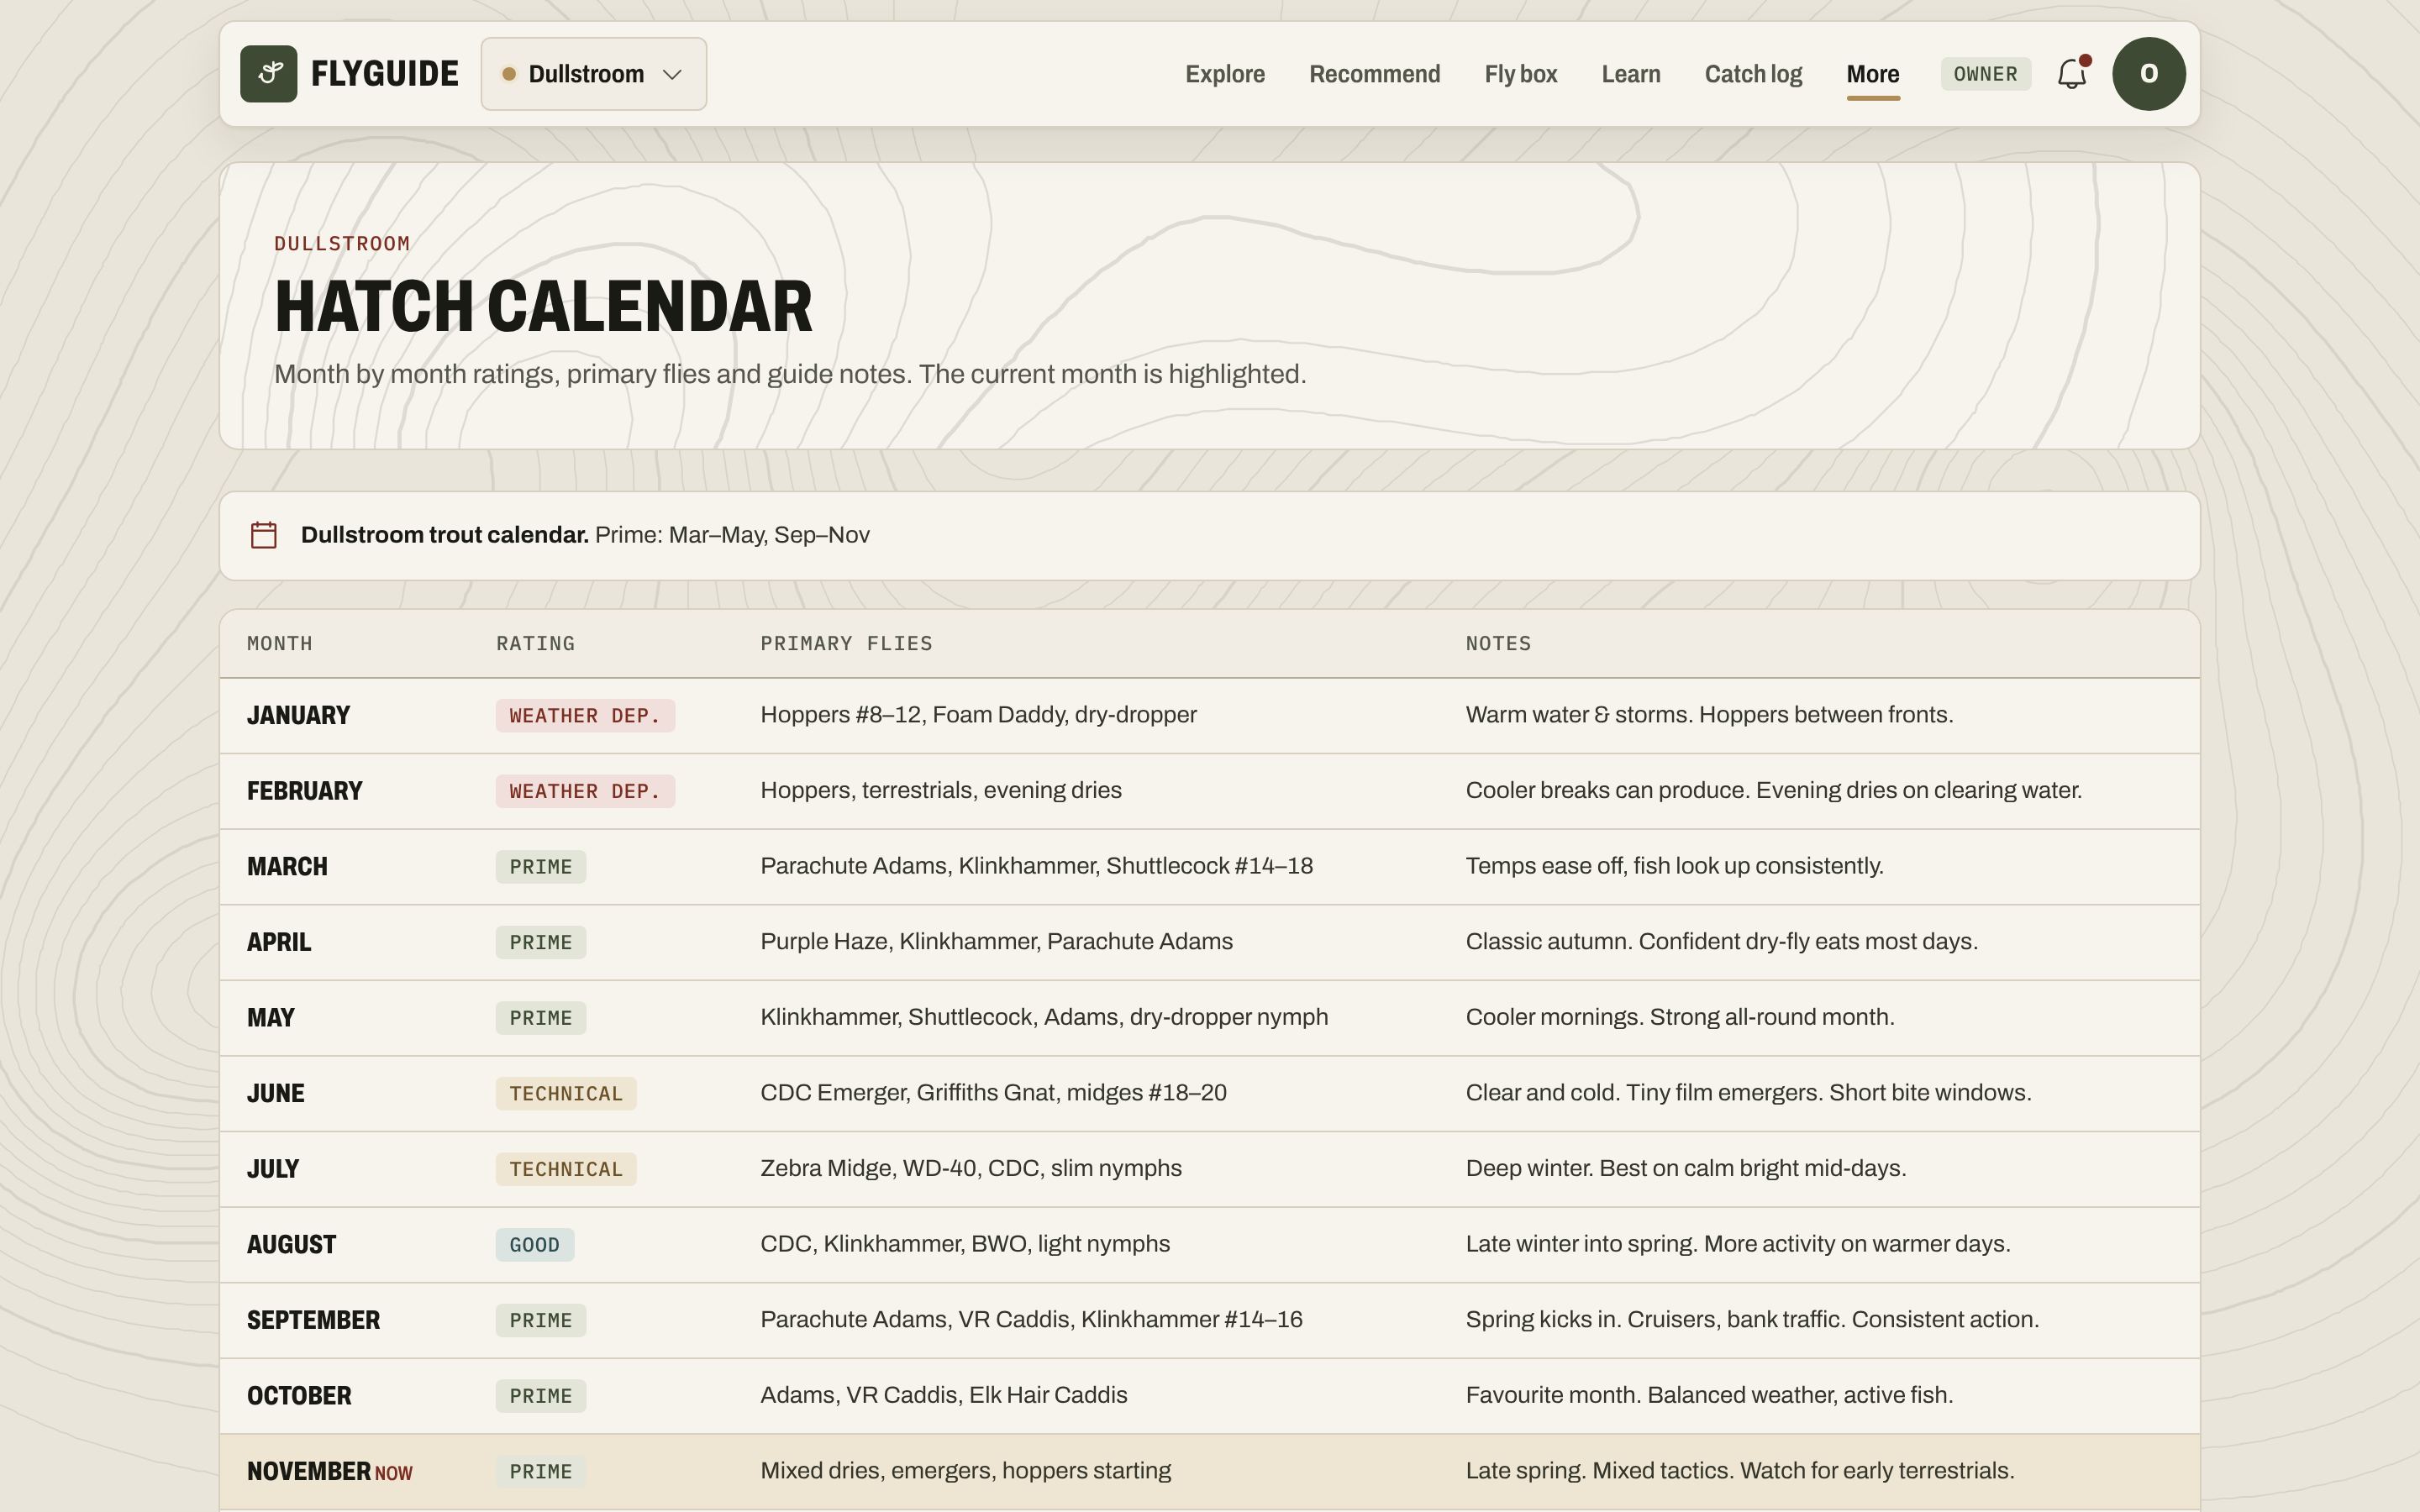 FLYGUIDE Dullstroom Explore Recommend Fly box Learn Catch log More OWNER O
DULLSTROOM
HATCH CALENDAR
Month by month ratings, primary flies and guide notes. The current month is highlighted.
Dullstroom trout calendar. Prime: Mar–May, Sep–Nov
MONTH RATING PRIMARY FLIES NOTES
JANUARY WEATHER DEP. Hoppers #8–12, Foam Daddy, dry-dropper Warm water & storms. Hoppers between fronts.
FEBRUARY WEATHER DEP. Hoppers, terrestrials, evening dries Cooler breaks can produce. Evening dries on clearing water.
MARCH PRIME Parachute Adams, Klinkhammer, Shuttlecock #14–18 Temps ease off, fish look up consistently.
APRIL PRIME Purple Haze, Klinkhammer, Parachute Adams Classic autumn. Confident dry-fly eats most days.
MAY PRIME Klinkhammer, Shuttlecock, Adams, dry-dropper nymph Cooler mornings. Strong all-round month.
JUNE TECHNICAL CDC Emerger, Griffiths Gnat, midges #18–20 Clear and cold. Tiny film emergers. Short bite windows.
JULY TECHNICAL Zebra Midge, WD-40, CDC, slim nymphs Deep winter. Best on calm bright mid-days.
AUGUST GOOD CDC, Klinkhammer, BWO, light nymphs Late winter into spring. More activity on warmer days.
SEPTEMBER PRIME Parachute Adams, VR Caddis, Klinkhammer #14–16 Spring kicks in. Cruisers, bank traffic. Consistent action.
OCTOBER PRIME Adams, VR Caddis, Elk Hair Caddis Favourite month. Balanced weather, active fish.
NOVEMBER NOW PRIME Mixed dries, emergers, hoppers starting Late spring. Mixed tactics. Watch for early terrestrials.